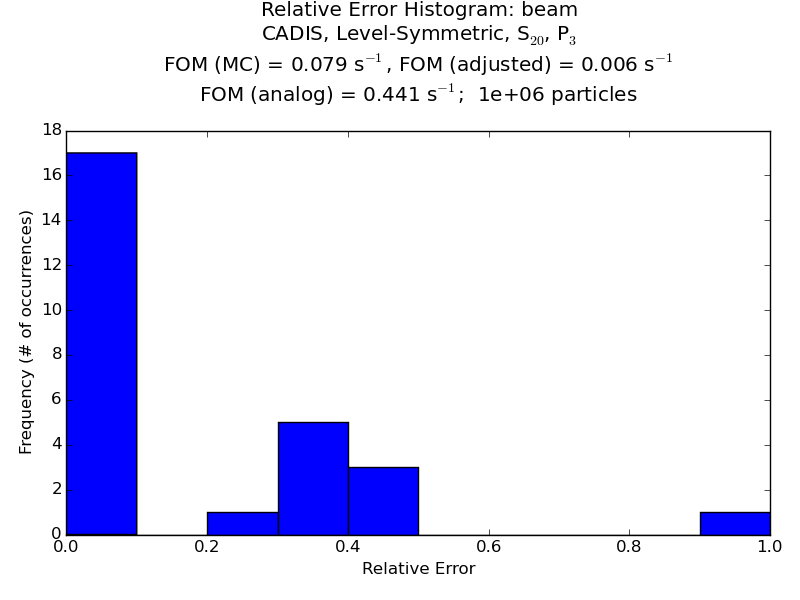 Relative Error Histogram: beam
CADIS, Level-Symmetric, S₂₀, P₃
FOM (MC) = 0.079 s⁻¹, FOM (adjusted) = 0.006 s⁻¹
FOM (analog) = 0.441 s⁻¹;  1e+06 particles
18
16
14
12
10
8
6
4
2
0
Frequency (# of occurrences)
0.0 0.2 0.4 0.6 0.8 1.0
Relative Error